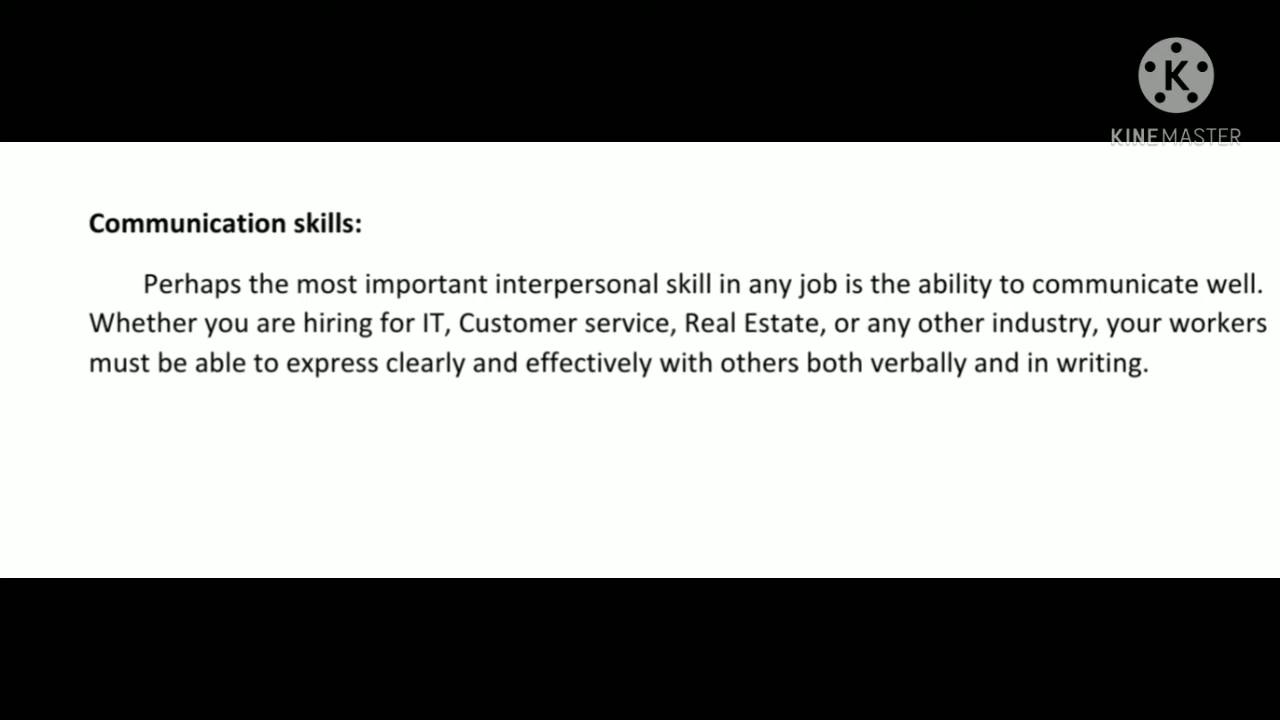 K
KINEMASTER
Communication skills:
Perhaps the most important interpersonal skill in any job is the ability to communicate well.
Whether you are hiring for IT, Customer service, Real Estate, or any other industry, your workers
must be able to express clearly and effectively with others both verbally and in writing.